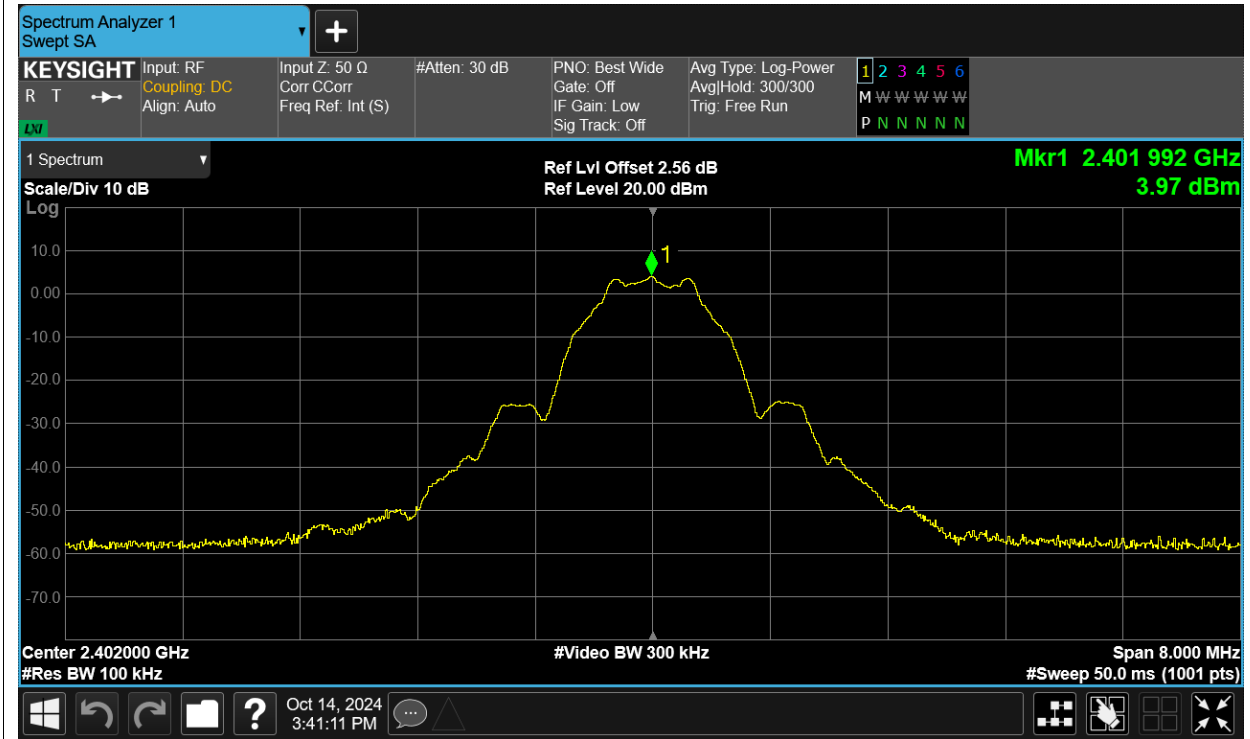 Spectrum Analyzer 1
Swept SA
KEYSIGHT
R T
LXI
Input: RF
Coupling: DC
Align: Auto
Input Z: 50 Ω
Corr CCorr
Freq Ref: Int (S)
#Atten: 30 dB
PNO: Best Wide
Gate: Off
IF Gain: Low
Sig Track: Off
Avg Type: Log-Power
Avg|Hold: 300/300
Trig: Free Run
1 2 3 4 5 6
M W W W W W
P N N N N N
1 Spectrum
Scale/Div 10 dB
Log
Ref Lvl Offset 2.56 dB
Ref Level 20.00 dBm
Mkr1 2.401 992 GHz
3.97 dBm
1
10.0
0.00
-10.0
-20.0
-30.0
-40.0
-50.0
-60.0
-70.0
Center 2.402000 GHz
#Res BW 100 kHz
#Video BW 300 kHz
Span 8.000 MHz
#Sweep 50.0 ms (1001 pts)
?
Oct 14, 2024
3:41:11 PM